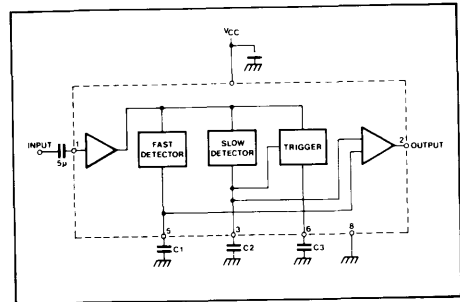 VCC
INPUT
5µ
1
FAST
DETECTOR
SLOW
DETECTOR
TRIGGER
2
OUTPUT
5
3
6
8
C1
C2
C3